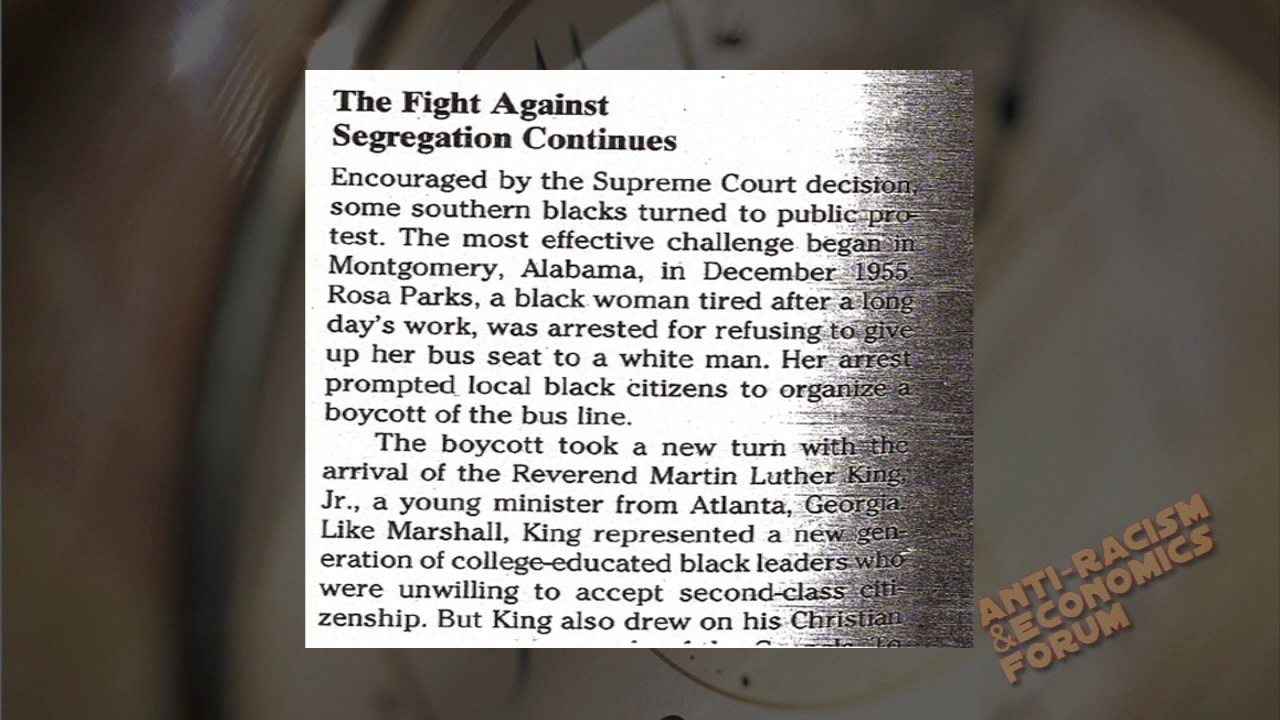 The Fight Against
Segregation Continues
Encouraged by the Supreme Court decision,
some southern blacks turned to public pro-
test. The most effective challenge began in
Montgomery, Alabama, in December 1955.
Rosa Parks, a black woman tired after a long
day's work, was arrested for refusing to give
up her bus seat to a white man. Her arrest
prompted local black citizens to organize a
boycott of the bus line.
The boycott took a new turn with the
arrival of the Reverend Martin Luther King,
Jr., a young minister from Atlanta, Georgia.
Like Marshall, King represented a new gen-
eration of college-educated black leaders who
were unwilling to accept second-class citi-
zenship. But King also drew on his Christian
ANTI-RACISM
& ECONOMICS
FORUM